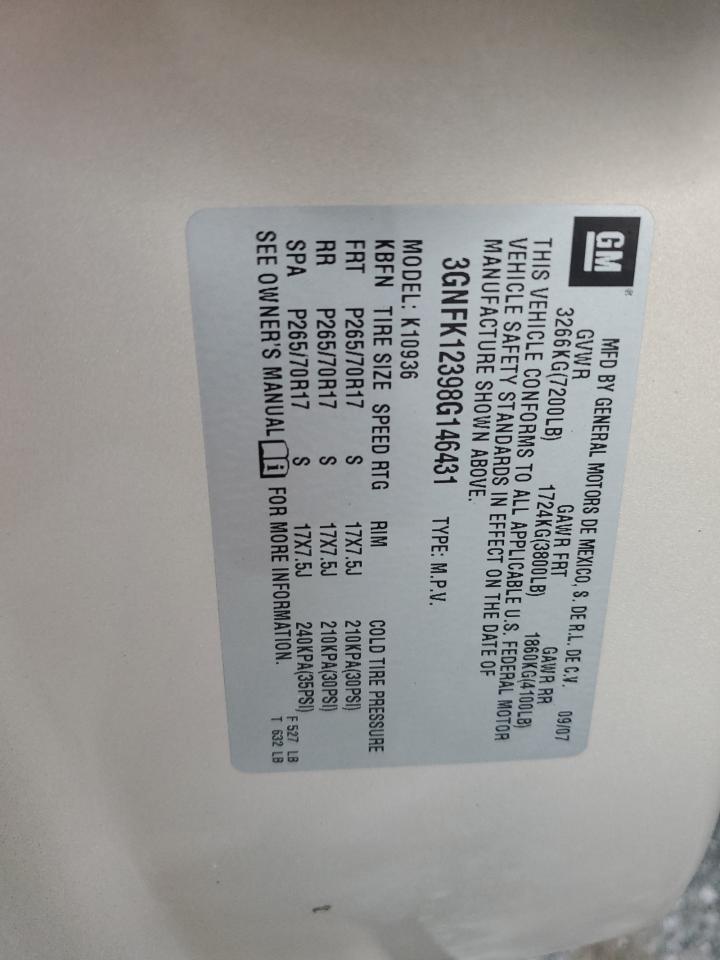 GM®
MFD BY GENERAL MOTORS DE MEXICO, S. DE R.L. DE C.V. 09/07
GVWR GAWR FRT GAWR RR
3266KG(7200LB) 1724KG(3800LB) 1860KG(4100LB)
THIS VEHICLE CONFORMS TO ALL APPLICABLE U.S. FEDERAL MOTOR
VEHICLE SAFETY STANDARDS IN EFFECT ON THE DATE OF
MANUFACTURE SHOWN ABOVE.
3GNFK12398G146431 TYPE: M.P.V.
MODEL: K10936
KBFN TIRE SIZE SPEED RTG RIM COLD TIRE PRESSURE
FRT P265/70R17 S 17X7.5J 210KPA(30PSI)
RR P265/70R17 S 17X7.5J 210KPA(30PSI)
SPA P265/70R17 S 17X7.5J 240KPA(35PSI) F 527 LB
SEE OWNER'S MANUAL i FOR MORE INFORMATION. T 632 LB